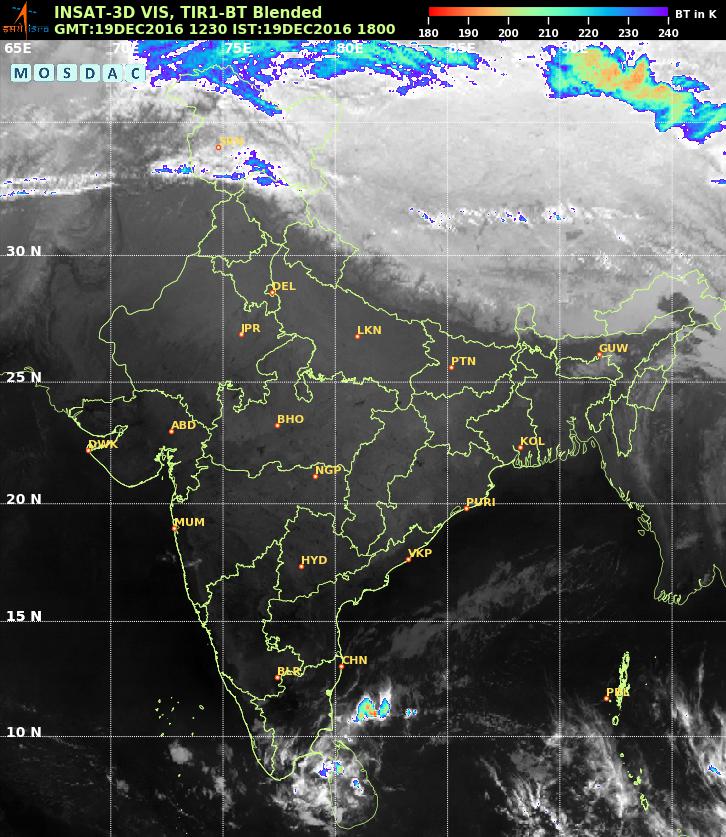 INSAT-3D VIS, TIR1-BT Blended
GMT:19DEC2016 1230 IST:19DEC2016 1800
BT in K
180 190 200 210 220 230 240
65E 70E 75E 80E 85E 90E
M O S D A C
SRN
30 N
DEL
JPR LKN
GUW
PTN
25 N
ABD BHO
DWK KOL
NGP
20 N PURI
MUM
VKP
HYD
15 N
CHN
BLR
PBL
10 N